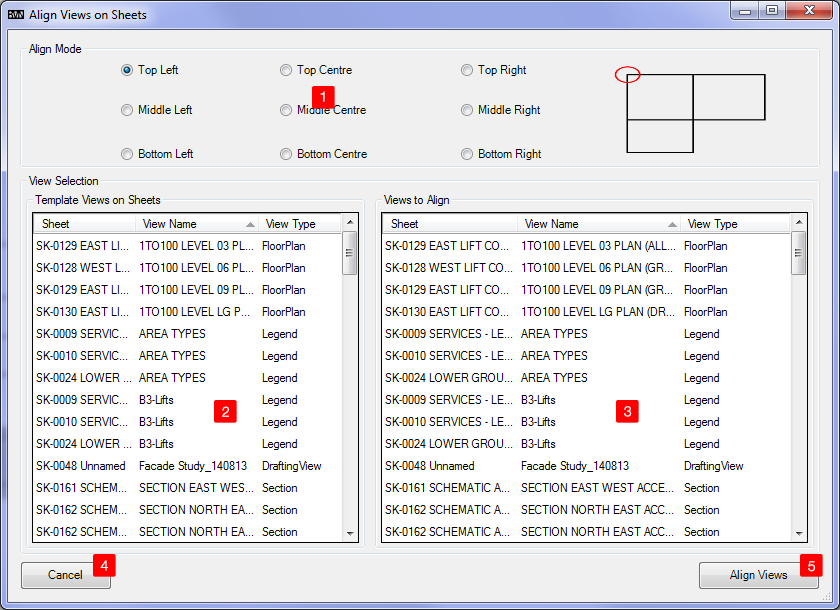 Align Views on Sheets
Align Mode
Top Left Top Centre Top Right
1
Middle Left Middle Centre Middle Right
Bottom Left Bottom Centre Bottom Right
View Selection
Template Views on Sheets Views to Align
Sheet View Name View Type Sheet View Name View Type
SK-0129 EAST LI... 1TO100 LEVEL 03 PL... FloorPlan SK-0129 EAST LIFT CO... 1TO100 LEVEL 03 PLAN (ALL... FloorPlan
SK-0128 WEST L... 1TO100 LEVEL 06 PL... FloorPlan SK-0128 WEST LIFT CO... 1TO100 LEVEL 06 PLAN (GR... FloorPlan
SK-0129 EAST LI... 1TO100 LEVEL 09 PL... FloorPlan SK-0129 EAST LIFT CO... 1TO100 LEVEL 09 PLAN (GR... FloorPlan
SK-0130 EAST LI... 1TO100 LEVEL LG P... FloorPlan SK-0130 EAST LIFT CO... 1TO100 LEVEL LG PLAN (DR... FloorPlan
SK-0009 SERVIC... AREA TYPES Legend SK-0009 SERVICES - LE... AREA TYPES Legend
SK-0010 SERVIC... AREA TYPES Legend SK-0010 SERVICES - LE... AREA TYPES Legend
SK-0024 LOWER ... AREA TYPES Legend SK-0024 LOWER GROU... AREA TYPES Legend
SK-0009 SERVIC... B3-Lifts Legend SK-0009 SERVICES - LE... B3-Lifts Legend
2 3
SK-0010 SERVIC... B3-Lifts Legend SK-0010 SERVICES - LE... B3-Lifts Legend
SK-0024 LOWER ... B3-Lifts Legend SK-0024 LOWER GROU... B3-Lifts Legend
SK-0048 Unnamed Facade Study_140813 DraftingView SK-0048 Unnamed Facade Study_140813 DraftingView
SK-0161 SCHEM... SECTION EAST WES... Section SK-0161 SCHEMATIC A... SECTION EAST WEST ACCE... Section
SK-0162 SCHEM... SECTION NORTH EA... Section SK-0162 SCHEMATIC A... SECTION NORTH EAST ACC... Section
SK-0162 SCHEM... SECTION NORTH EA... Section SK-0162 SCHEMATIC A... SECTION NORTH EAST ACC... Section
Cancel 4 Align Views 5